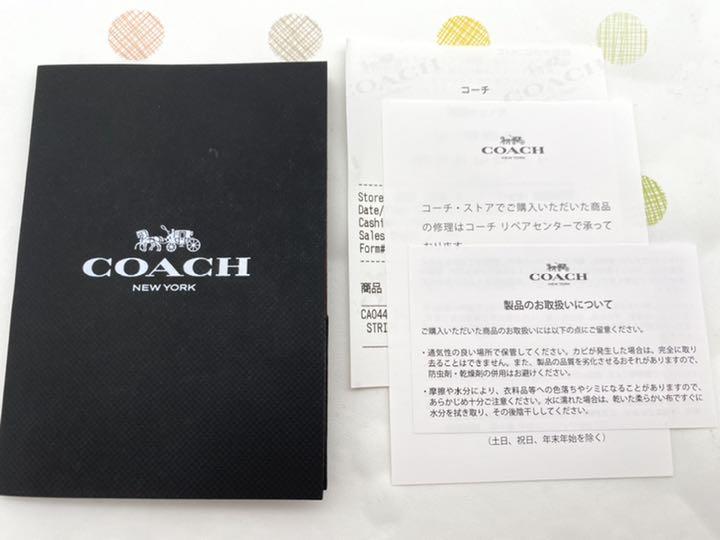 COACH
NEW YORK
コーチ
Store
Date/
Cashi
Sales
Form#
商品
CA044
STRI
COACH
NEW YORK
コーチ・ストアでご購入いただいた商品
の修理はコーチ リペアセンターで承って
おります
COACH
NEW YORK
製品のお取扱いについて
ご購入いただいた商品のお取扱いには以下の点にご留意ください。
・通気性の良い場所で保管してください。カビが発生した場合は、完全に取り
去ることはできません。また、製品の品質を劣化させるおそれがありますので、
防虫剤・乾燥剤の併用はお避けください。
・摩擦や水分により、衣料品等への色落ちやシミになることがありますので、
あらかじめ十分ご注意ください。水に濡れた場合は、乾いた柔らかい布ですぐに
水分を拭き取り、その後陰干ししてください。
（土日、祝日、年末年始を除く）